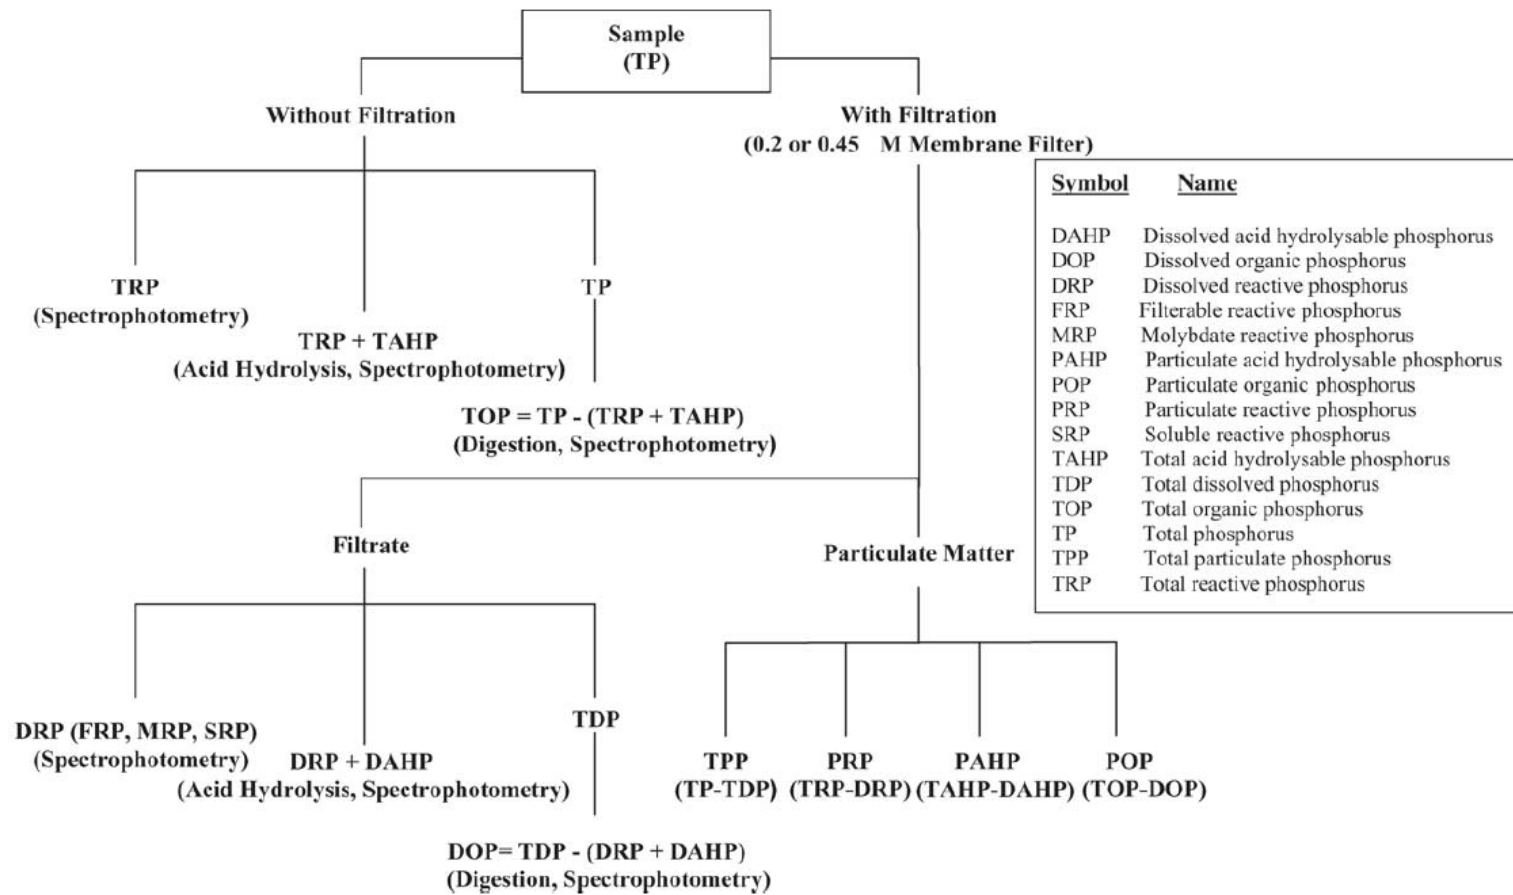 Sample
(TP)
Without Filtration
With Filtration
(0.2 or 0.45 M Membrane Filter)
TRP
(Spectrophotometry)
TRP + TAHP
(Acid Hydrolysis, Spectrophotometry)
TP
TOP = TP - (TRP + TAHP)
(Digestion, Spectrophotometry)
Symbol Name
DAHP Dissolved acid hydrolysable phosphorus
DOP Dissolved organic phosphorus
DRP Dissolved reactive phosphorus
FRP Filterable reactive phosphorus
MRP Molybdate reactive phosphorus
PAHP Particulate acid hydrolysable phosphorus
POP Particulate organic phosphorus
PRP Particulate reactive phosphorus
SRP Soluble reactive phosphorus
TAHP Total acid hydrolysable phosphorus
TDP Total dissolved phosphorus
TOP Total organic phosphorus
TP Total phosphorus
TPP Total particulate phosphorus
TRP Total reactive phosphorus
Filtrate
Particulate Matter
DRP (FRP, MRP, SRP)
(Spectrophotometry)
DRP + DAHP
(Acid Hydrolysis, Spectrophotometry)
TDP
DOP= TDP - (DRP + DAHP)
(Digestion, Spectrophotometry)
TPP
(TP-TDP)
PRP
(TRP-DRP)
PAHP
(TAHP-DAHP)
POP
(TOP-DOP)